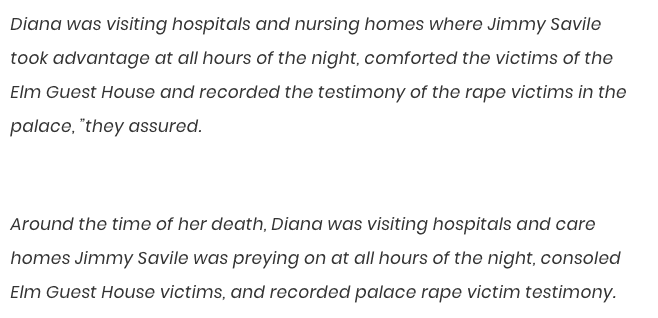 Diana was visiting hospitals and nursing homes where Jimmy Savile
took advantage at all hours of the night, comforted the victims of the
Elm Guest House and recorded the testimony of the rape victims in the
palace, ”they assured.
Around the time of her death, Diana was visiting hospitals and care
homes Jimmy Savile was preying on at all hours of the night, consoled
Elm Guest House victims, and recorded palace rape victim testimony.